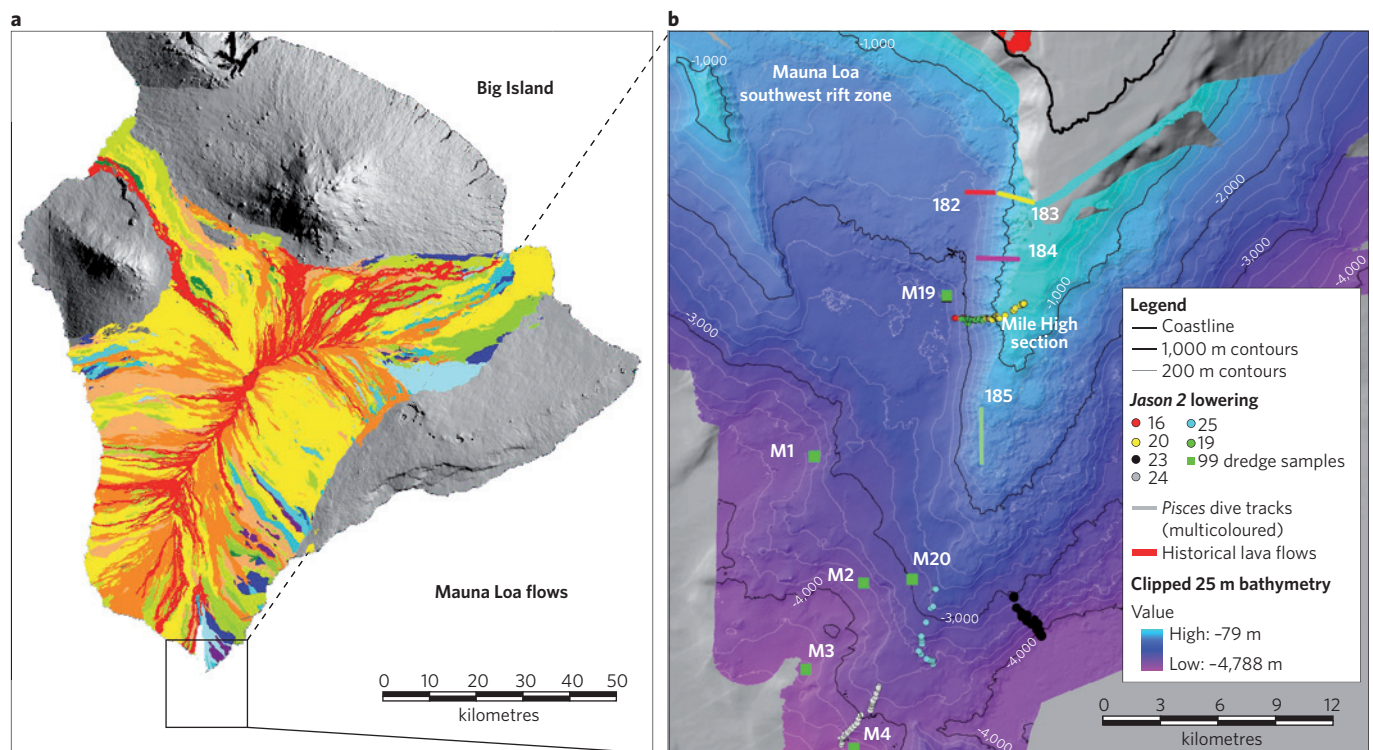 a
Big Island
Mauna Loa flows
0 10 20 30 40 50
kilometres
b
-1,000
-1,000
Mauna Loa
southwest rift zone
182
183
184
-2,000
-3,000
-4,000
M19
-1,000
Mile High
section
-3,000
185
M1
M20
M2
-4,000
-3,000
-4,000
M3
M4
-4,000
Legend
Coastline
1,000 m contours
200 m contours
Jason 2 lowering
16 25
20 19
23 99 dredge samples
24
Pisces dive tracks
(multicoloured)
Historical lava flows
Clipped 25 m bathymetry
Value
High: –79 m
Low: –4,788 m
0 3 6 9 12
kilometres